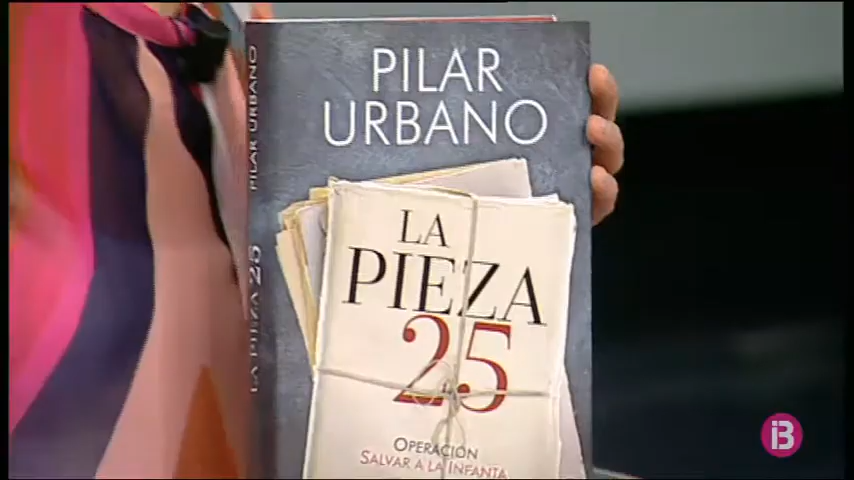 PILAR
URBANO
LA
PIEZA
25
OPERACIÓN
SALVAR A LA INFANTA
PILAR URBANO
LA PIEZA 25
IB